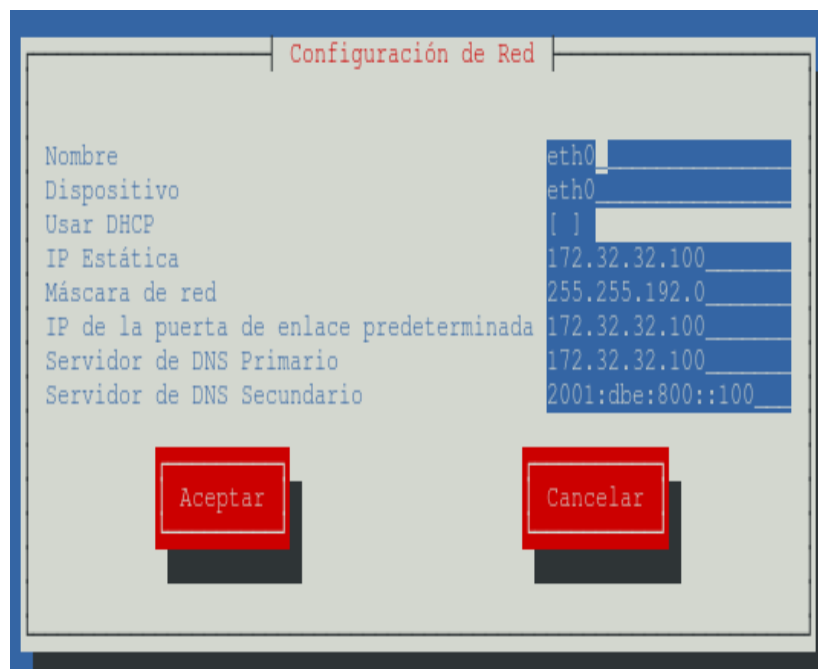 Configuración de Red
Nombre eth0
Dispositivo eth0
Usar DHCP [ ]
IP Estática 172.32.32.100
Máscara de red 255.255.192.0
IP de la puerta de enlace predeterminada 172.32.32.100
Servidor de DNS Primario 172.32.32.100
Servidor de DNS Secundario 2001:dbe:800::100
Aceptar Cancelar